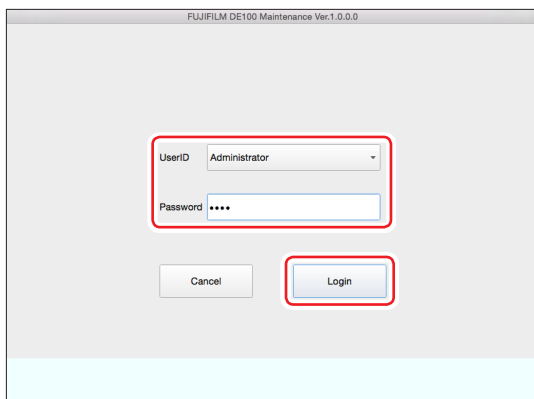 FUJIFILM DE100 Maintenance Ver.1.0.0.0
UserID Administrator
Password ••••
Cancel Login